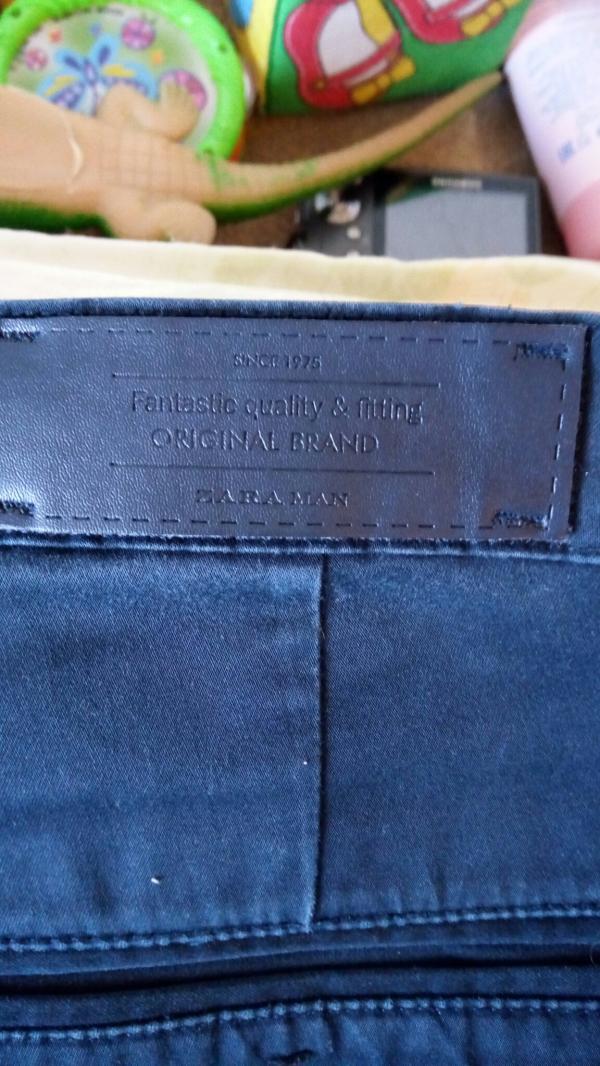 SINCE 1975
Fantastic quality & fitting
ORIGINAL BRAND
ZARA MAN